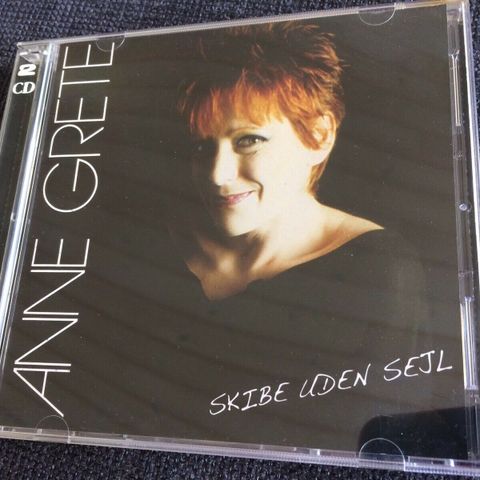 2
CD
ANNE GRETE
SKIBE UDEN SEJL